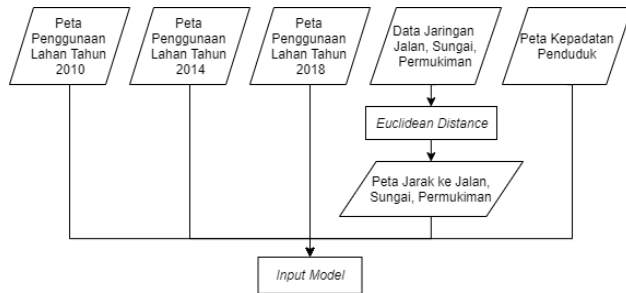 Peta
Penggunaan
Lahan Tahun
2010
Peta
Penggunaan
Lahan Tahun
2014
Peta
Penggunaan
Lahan Tahun
2018
Data Jaringan
Jalan, Sungai,
Permukiman
Peta Kepadatan
Penduduk
Euclidean Distance
Peta Jarak ke Jalan,
Sungai, Permukiman
Input Model